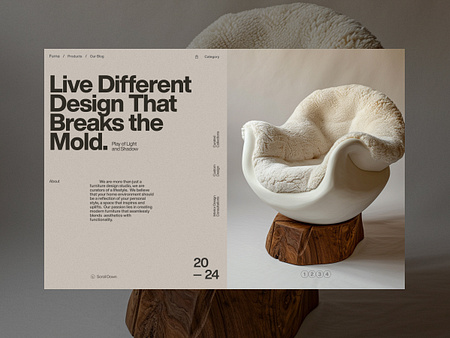 Forma / Products / Our Blog
Category
Live Different
Design That
Breaks the
Mold.
Play of Light
and Shadow
About
We are more than just a
furniture design studio, we are
curators of a lifestyle. We believe
that your home environment should
be a reflection of your personal
style, a space that inspires and
uplifts. Our passion lies in creating
modern furniture that seamlessly
blends aesthetics with
functionality.
Custom
Design
Scroll Down
20
— 24
1 2 3 4